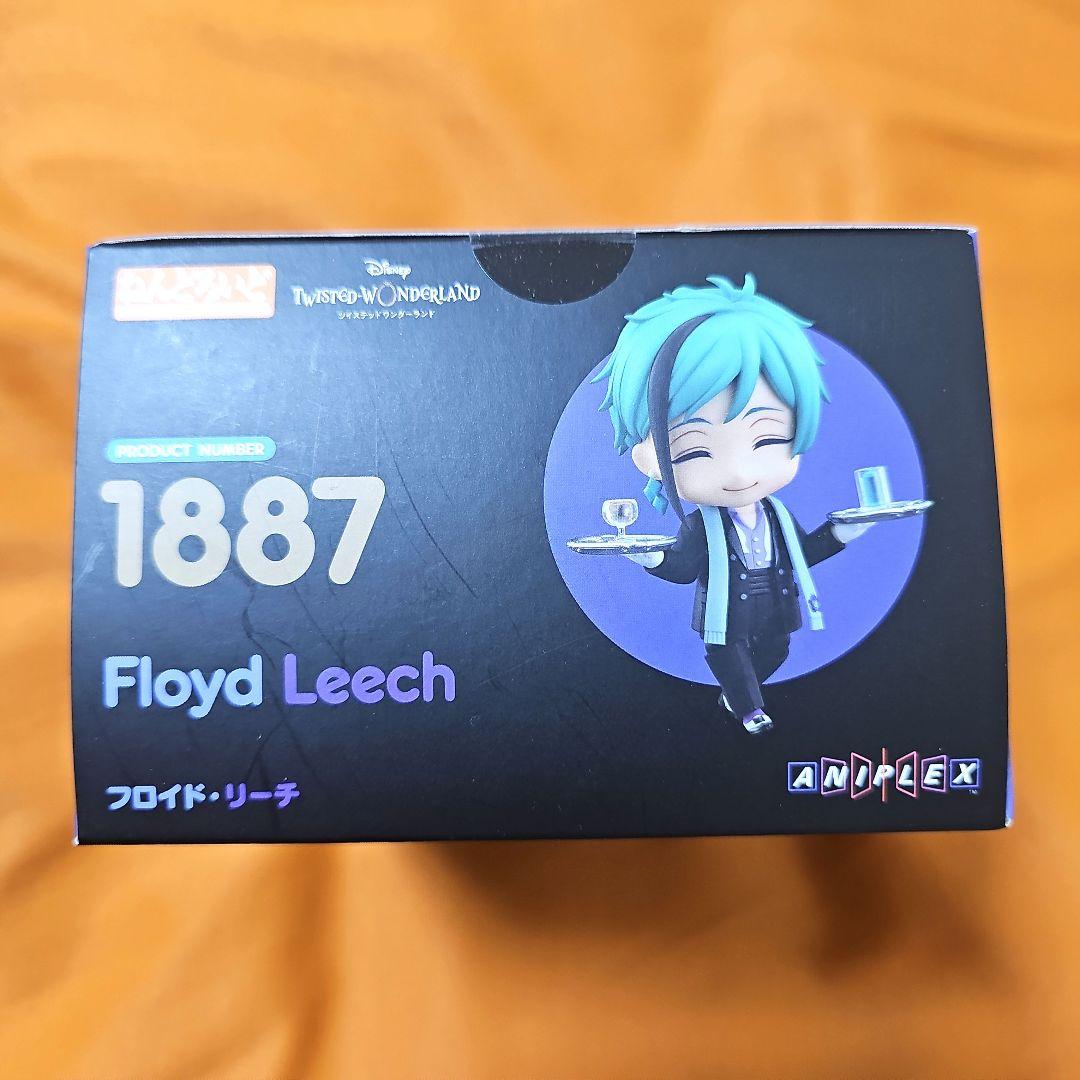 ねんどろいど
Disney
TWISTED-WONDERLAND
ツイステッドワンダーランド
PRODUCT NUMBER
1887
Floyd Leech
フロイド・リーチ
ANIPLEX
TM